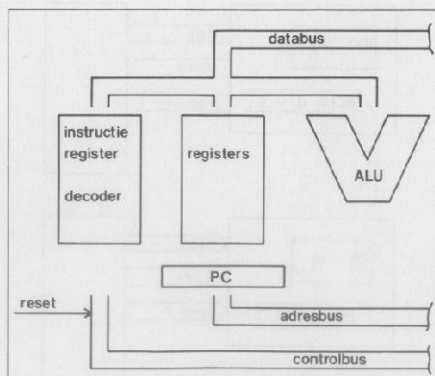 databus
instructie
register
decoder
registers
ALU
PC
reset
adresbus
controlbus